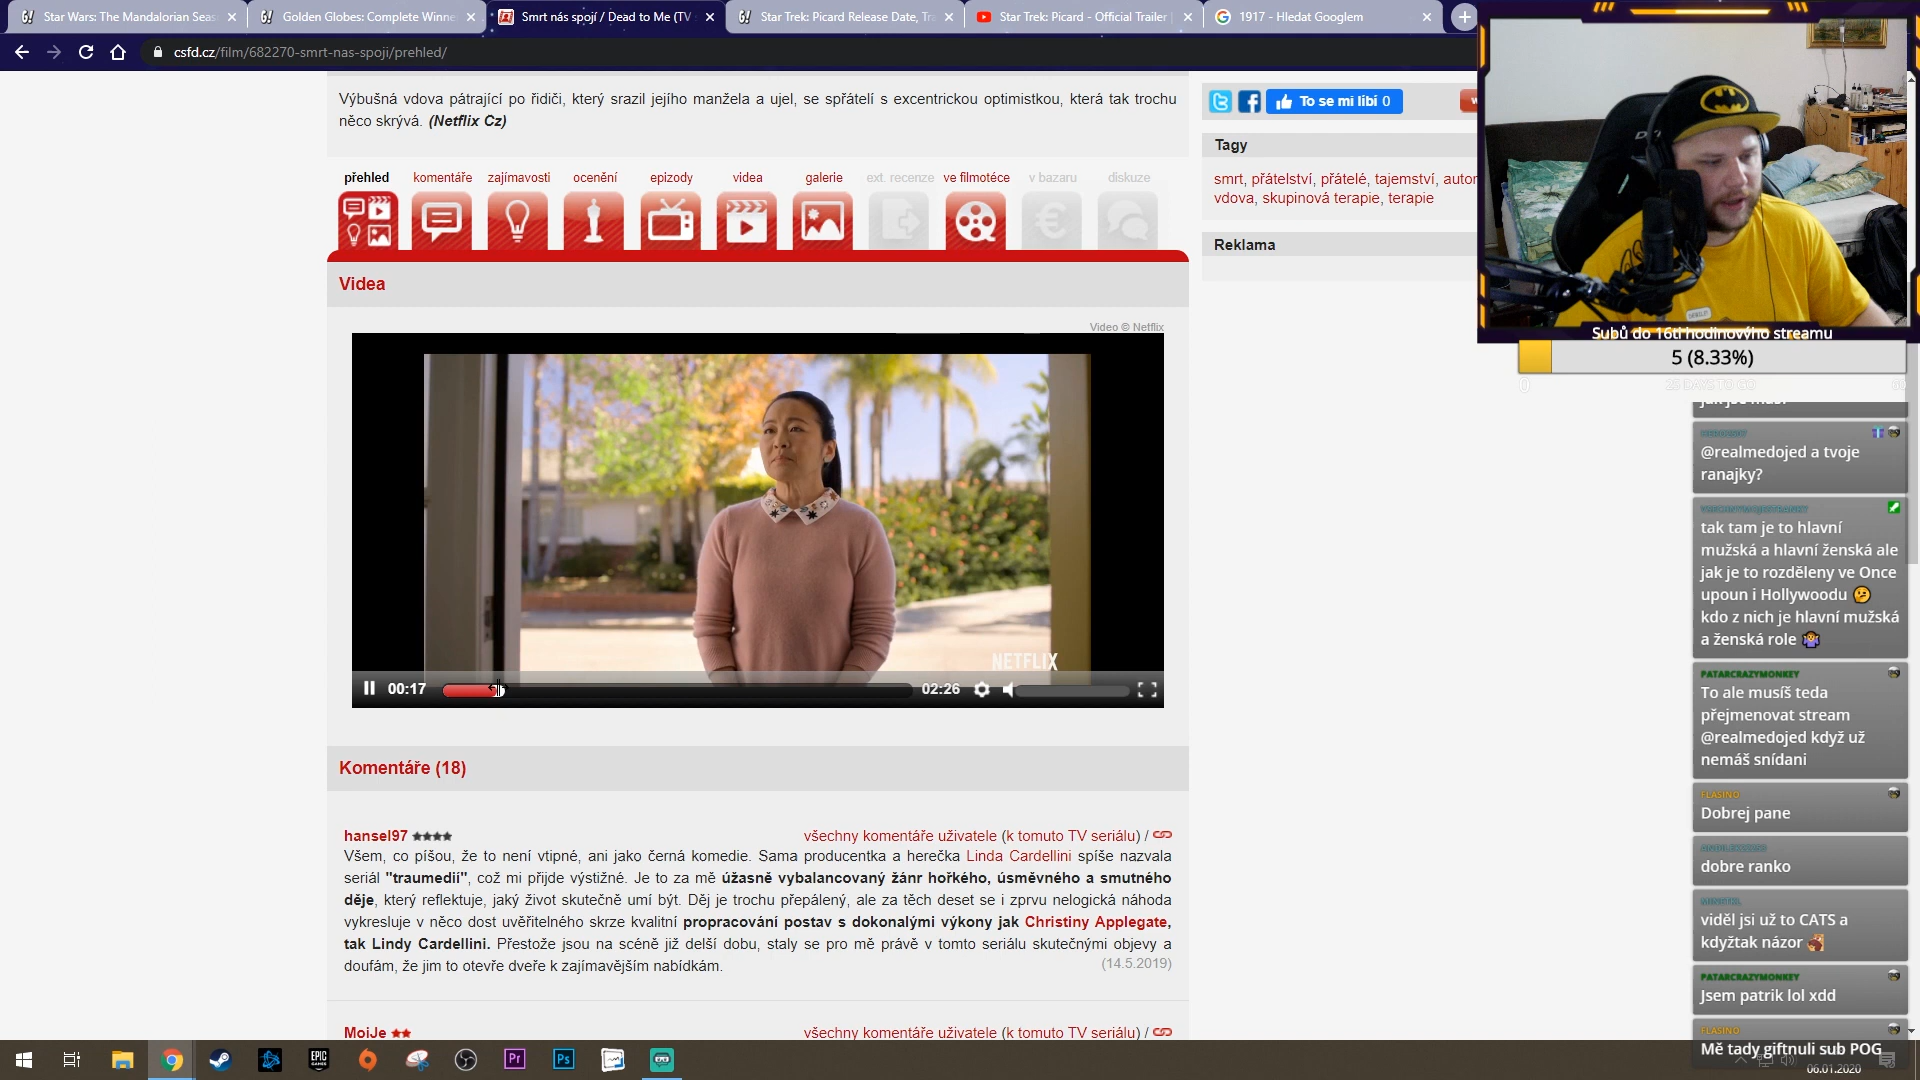 Star Wars: The Mandalorian Seas
Golden Globes: Complete Winne
Smrt nás spojí / Dead to Me (TV
Star Trek: Picard Release Date, Tra
Star Trek: Picard - Official Trailer
1917 - Hledat Googlem
csfd.cz/film/682270-smrt-nas-spoji/prehled/
Výbušná vdova pátrající po řidiči, který srazil jejího manžela a ujel, se spřátelí s excentrickou optimistkou, která tak trochu
něco skrývá. (Netflix Cz)
To se mi líbí 0
Tagy
smrt, přátelství, přátelé, tajemství, autor
vdova, skupinová terapie, terapie
Reklama
přehled komentáře zajímavosti ocenění epizody videa galerie ext. recenze ve filmotéce v bazaru diskuze
Videa
Video © Netflix
NETFLIX
00:17
02:26
Komentáře (18)
hansel97 ★★★★ všechny komentáře uživatele (k tomuto TV seriálu) /
Všem, co píšou, že to není vtipné, ani jako černá komedie. Sama producentka a herečka Linda Cardellini spíše nazvala
seriál "traumedií", což mi přijde výstižné. Je to za mě úžasně vybalancovaný žánr hořkého, úsměvného a smutného
děje, který reflektuje, jaký život skutečně umí být. Děj je trochu přepálený, ale za těch deset se i zprvu nelogická náhoda
vykresluje v něco dost uvěřitelného skrze kvalitní propracování postav s dokonalými výkony jak Christiny Applegate,
tak Lindy Cardellini. Přestože jsou na scéně již delší dobu, staly se pro mě právě v tomto seriálu skutečnými objevy a
doufám, že jim to otevře dveře k zajímavějším nabídkám. (14.5.2019)
MoiJe ★★ všechny komentáře uživatele (k tomuto TV seriálu) /
Subů do 16ti hodinového streamu
5 (8.33%)
0
@realmedojed a tvoje
ranajky?
tak tam je to hlavní
mužská a hlavní ženská ale
jak je to rozděleny ve Once
upoun i Hollywoodu 🤔
kdo z nich je hlavní mužská
a ženská role 🤷
PATARCRAZYMONKEY
To ale musíš teda
přejmenovat stream
@realmedojed když už
nemáš snídani
FLASINO
Dobrej pane
dobre ranko
viděl jsi už to CATS a
kdyžtak názor
PATARCRAZYMONKEY
Jsem patrik lol xdd
FLASINO
Mě tady giftnuli sub POG
EPIC
GAMES
Pr
Ps
06.01.2020